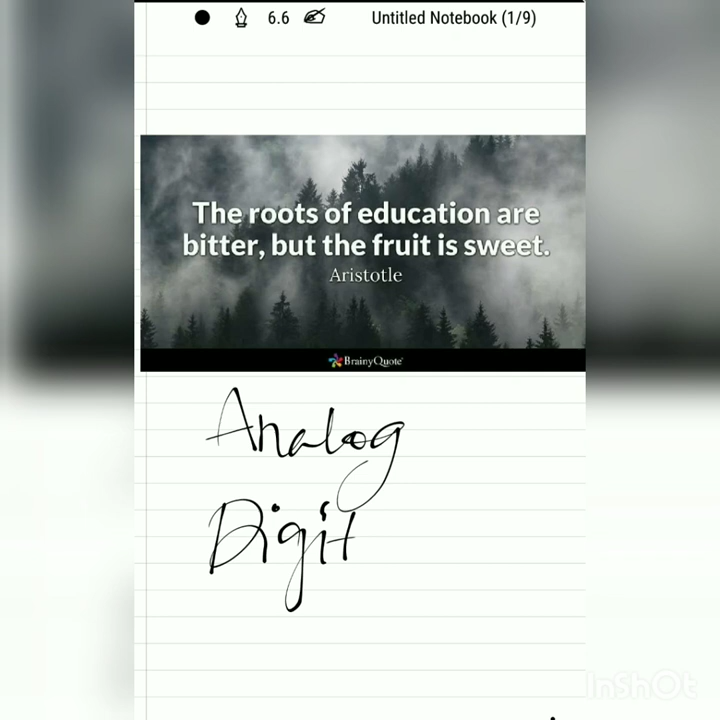 6.6 Untitled Notebook (1/9)
The roots of education are
bitter, but the fruit is sweet.
Aristotle
BrainyQuote
Analog
Digit
InShOt